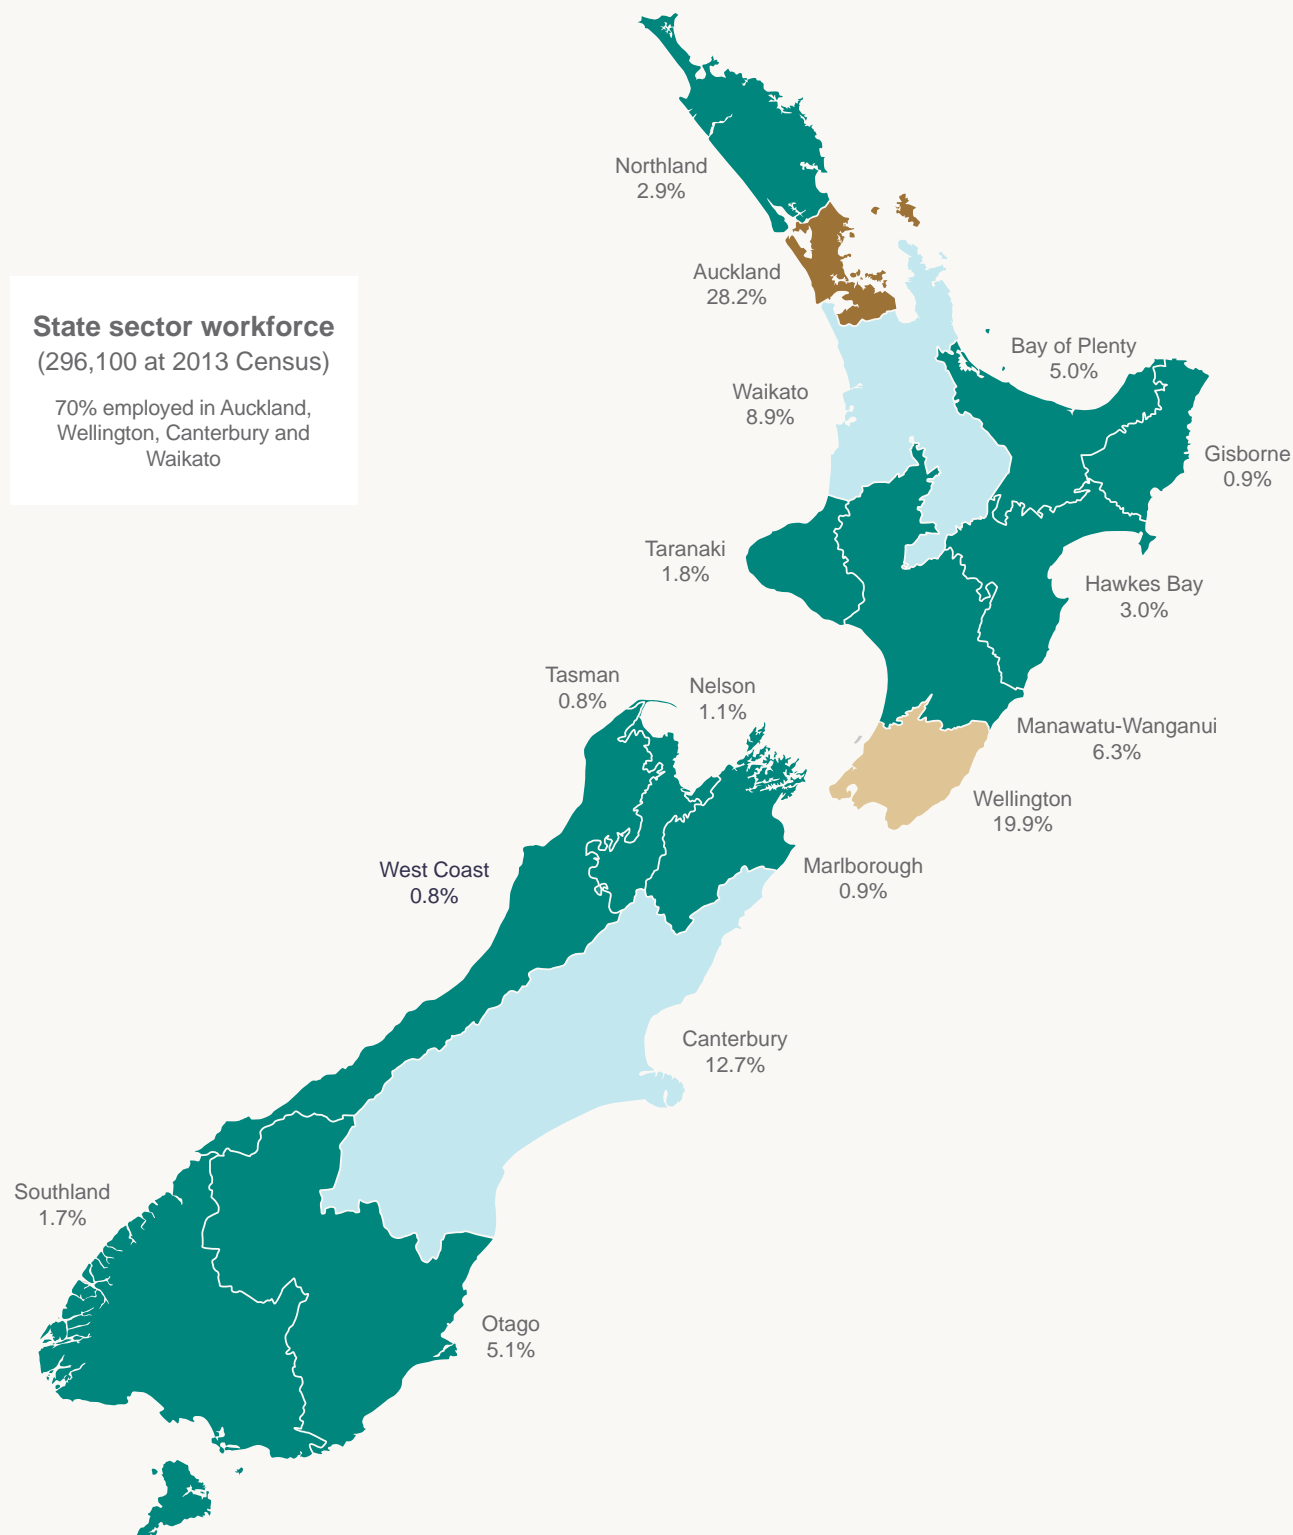 Northland
2.9%
Auckland
28.2%
State sector workforce
(296,100 at 2013 Census)
70% employed in Auckland,
Wellington, Canterbury and
Waikato
Bay of Plenty
5.0%
Waikato
8.9%
Gisborne
0.9%
Taranaki
1.8%
Hawkes Bay
3.0%
Tasman
0.8%
Nelson
1.1%
Manawatu-Wanganui
6.3%
Wellington
19.9%
West Coast
0.8%
Marlborough
0.9%
Canterbury
12.7%
Southland
1.7%
Otago
5.1%